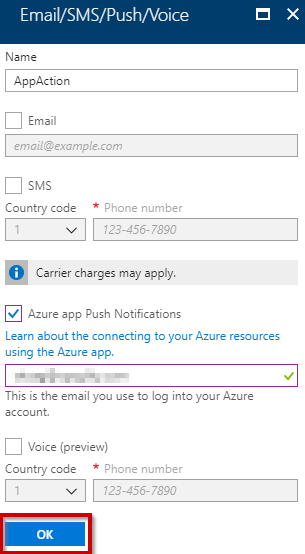 Email/SMS/Push/Voice
Name
AppAction
Email
email@example.com
SMS
Country code * Phone number
1 123-456-7890
Carrier charges may apply.
Azure app Push Notifications
Learn about the connecting to your Azure resources
using the Azure app.
This is the email you use to log into your Azure
account.
Voice (preview)
Country code * Phone number
1 123-456-7890
OK